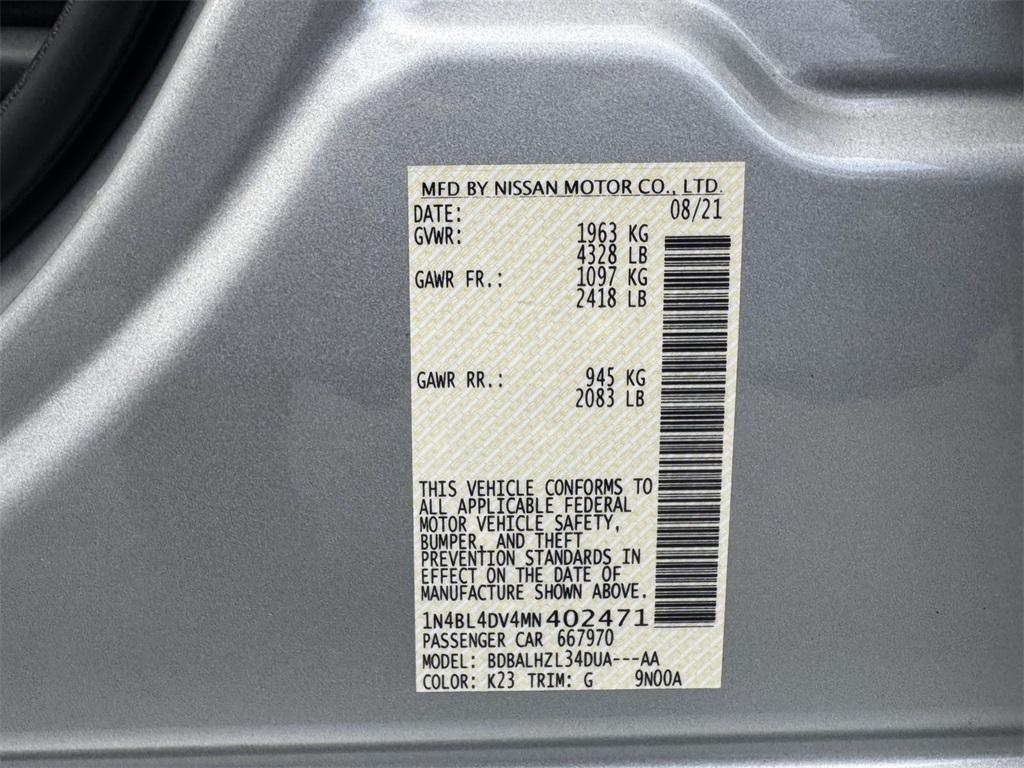 MFD BY NISSAN MOTOR CO., LTD.
DATE: 08/21
GVWR: 1963 KG
4328 LB
GAWR FR.: 1097 KG
2418 LB
GAWR RR.: 945 KG
2083 LB
THIS VEHICLE CONFORMS TO
ALL APPLICABLE FEDERAL
MOTOR VEHICLE SAFETY,
BUMPER, AND THEFT
PREVENTION STANDARDS IN
EFFECT ON THE DATE OF
MANUFACTURE SHOWN ABOVE.
1N4BL4DV4MN402471
PASSENGER CAR 667970
MODEL: BDBALHZL34DUA---AA
COLOR: K23 TRIM: G 9N00A